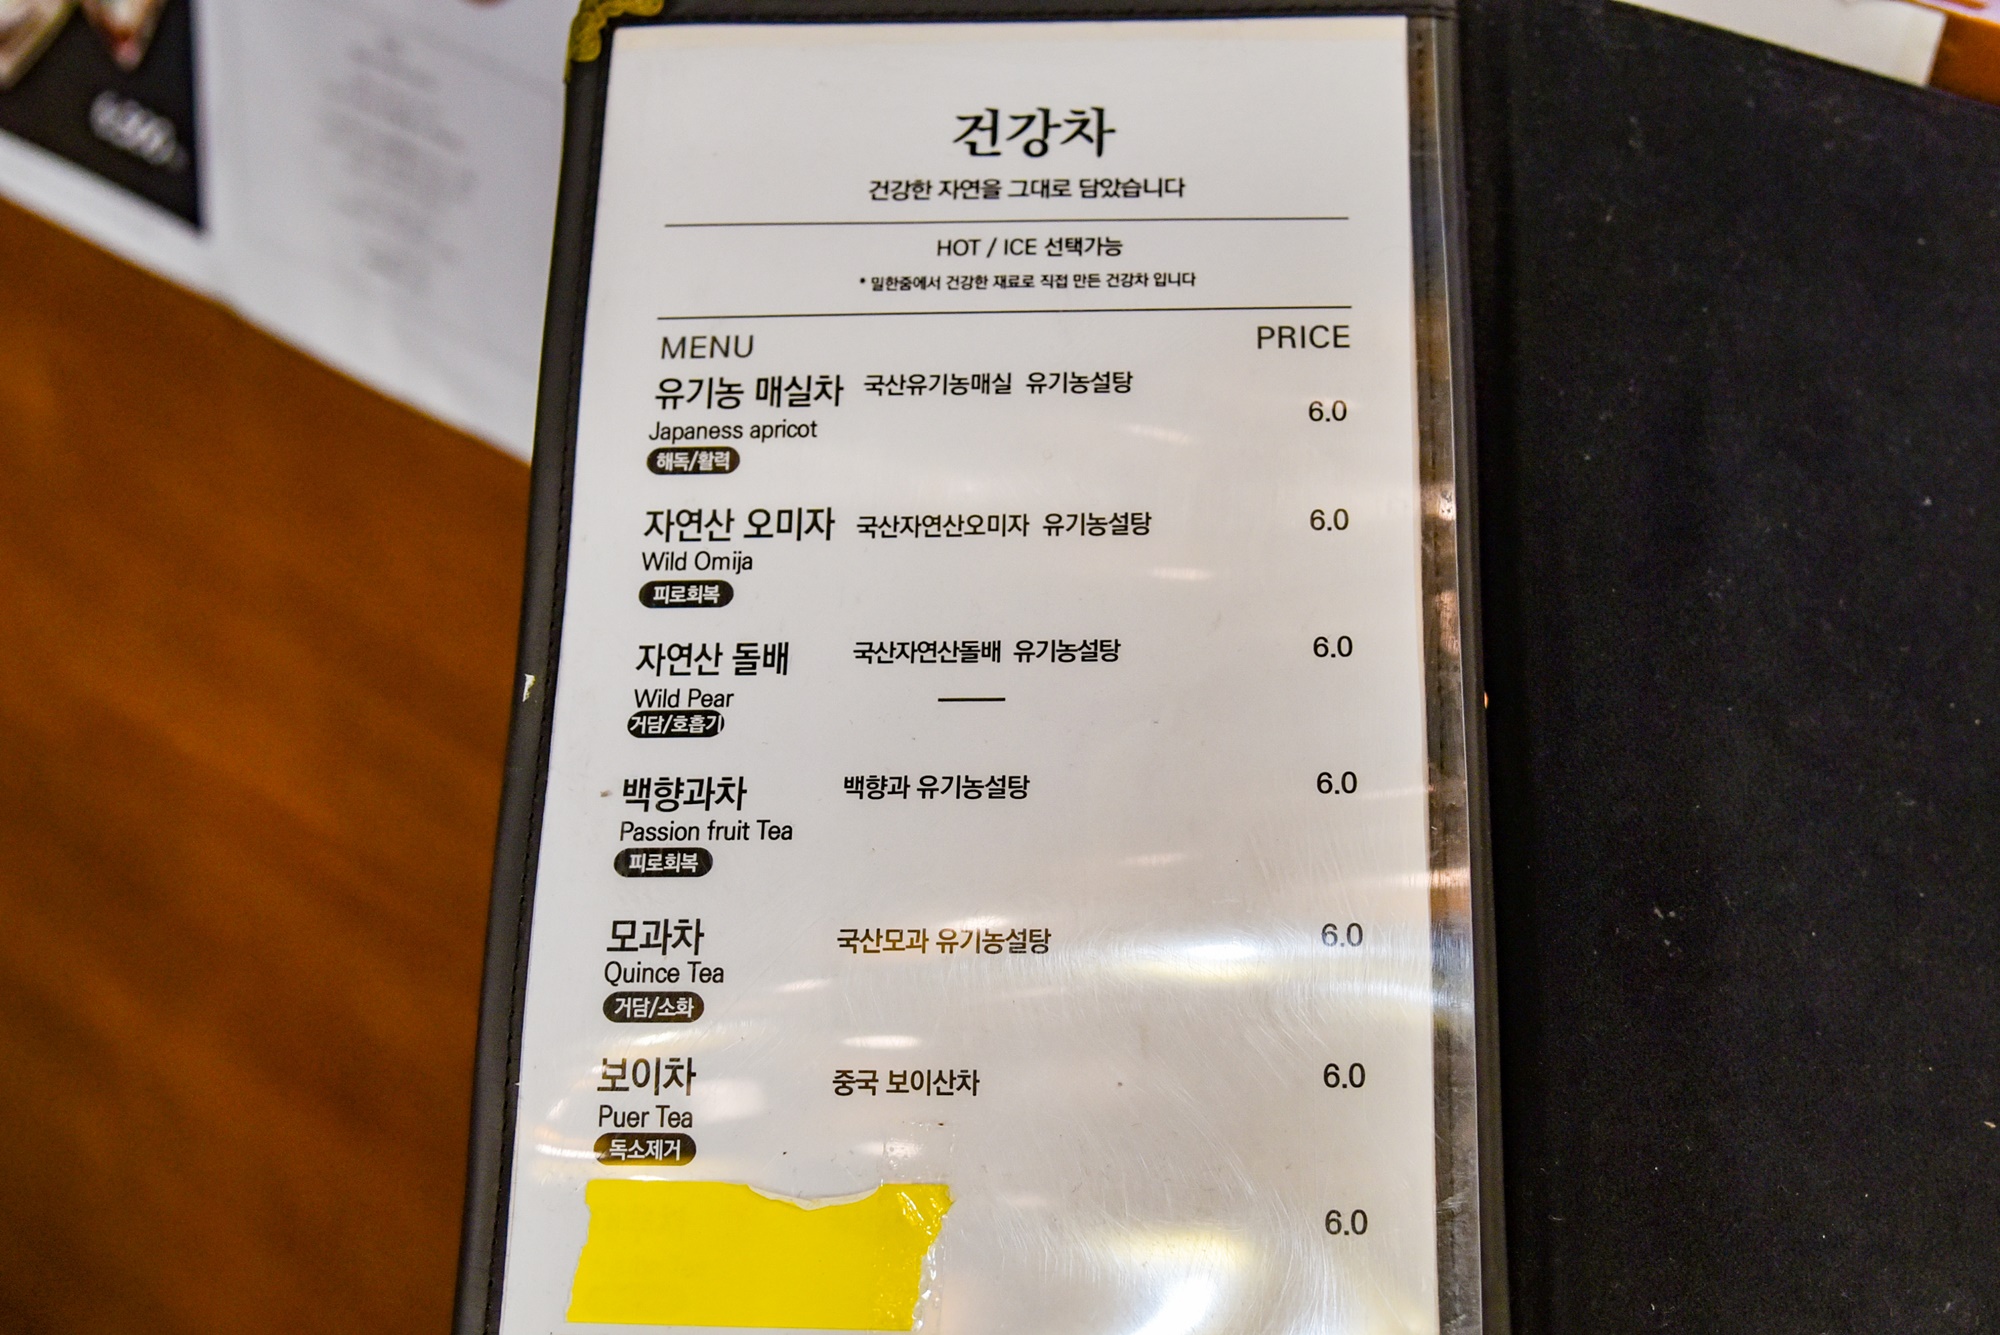 건강차
건강한 자연을 그대로 담았습니다
HOT / ICE 선택가능
* 밀한줌에서 건강한 재료로 직접 만든 건강차 입니다
MENU PRICE
유기농 매실차 국산유기농매실 유기농설탕 6.0
Japaness apricot
해독/활력
자연산 오미자 국산자연산오미자 유기농설탕 6.0
Wild Omija
피로회복
자연산 돌배 국산자연산돌배 유기농설탕 6.0
Wild Pear
거담/호흡기
백향과차 백향과 유기농설탕 6.0
Passion fruit Tea
피로회복
모과차 국산모과 유기농설탕 6.0
Quince Tea
거담/소화
보이차 중국 보이산차 6.0
Puer Tea
독소제거
6.0